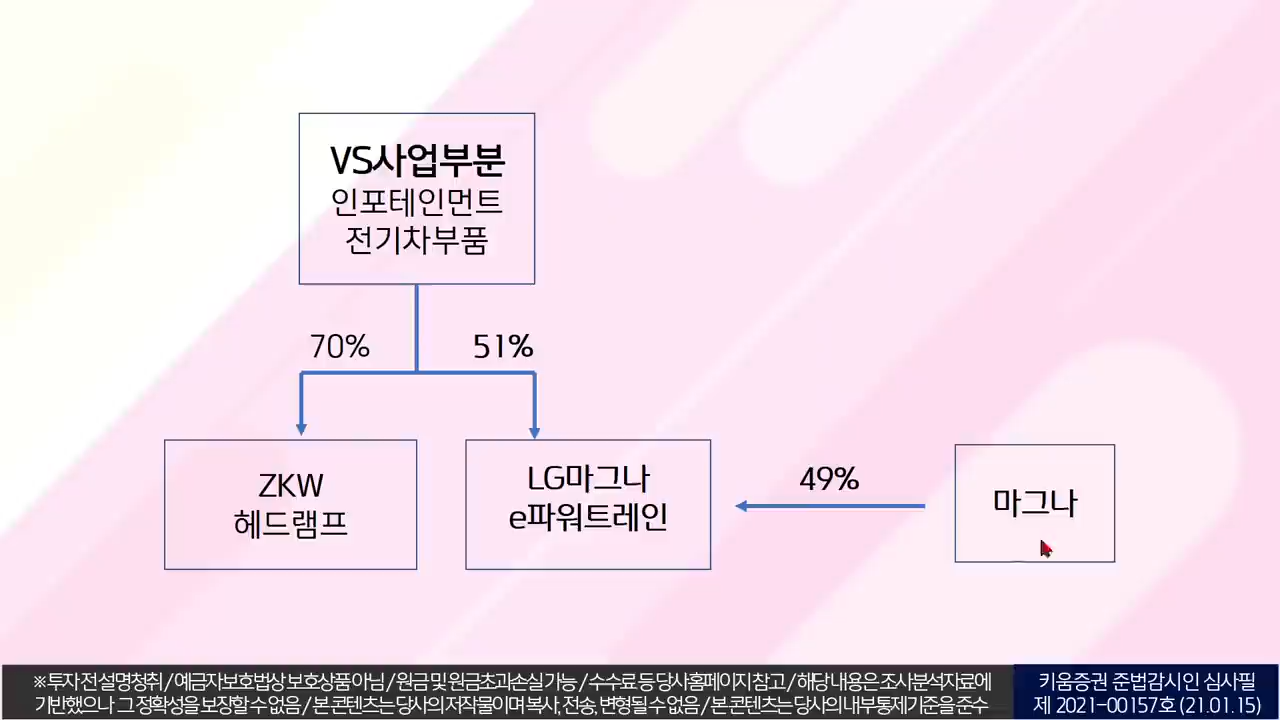 VS사업부분
인포테인먼트
전기차부품
70%
51%
ZKW
헤드램프
LG마그나
e파워트레인
49%
마그나
※투자 전 설명청취 / 예금자보호법상 보호상품 아님 / 원금 및 원금초과손실 가능 / 수수료 등 당사홈페이지 참고 / 해당 내용은 조사분석자료에
기반했으나 그 정확성을 보장할 수 없음 / 본 콘텐츠는 당사의 저작물이며 복사, 전송, 변형될 수 없음 / 본 콘텐츠는 당사의 내부통제기준을 준수
키움증권 준법감시인 심사필
제 2021-00157호 (21.01.15)